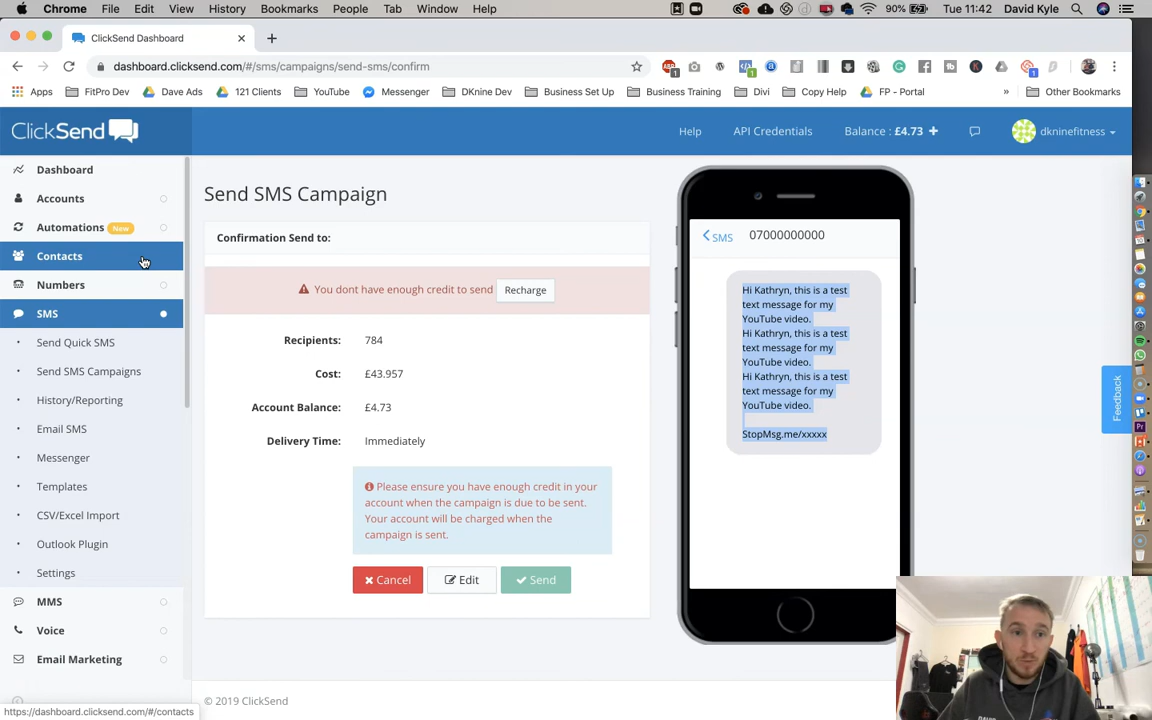 Chrome File Edit View History Bookmarks People Tab Window Help 90% Tue 11:42 David Kyle
ClickSend Dashboard
dashboard.clicksend.com/#/sms/campaigns/send-sms/confirm
Apps FitPro Dev Dave Ads 121 Clients YouTube Messenger DKnine Dev Business Set Up Business Training Divi Copy Help FP - Portal » Other Bookmarks
ClickSend Help API Credentials Balance : £4.73 dkninefitness
Dashboard
Accounts
Automations New
Contacts
Numbers
SMS
Send Quick SMS
Send SMS Campaigns
History/Reporting
Email SMS
Messenger
Templates
CSV/Excel Import
Outlook Plugin
Settings
MMS
Voice
Email Marketing
https://dashboard.clicksend.com/#/contacts
Send SMS Campaign
Confirmation Send to:
You dont have enough credit to send Recharge
Recipients: 784
Cost: £43.957
Account Balance: £4.73
Delivery Time: Immediately
Please ensure you have enough credit in your
account when the campaign is due to be sent.
Your account will be charged when the
campaign is sent.
Cancel Edit Send
© 2019 ClickSend
SMS 07000000000
Hi Kathryn, this is a test
text message for my
YouTube video.
Hi Kathryn, this is a test
text message for my
YouTube video.
Hi Kathryn, this is a test
text message for my
YouTube video.
StopMsg.me/xxxxx
Feedback